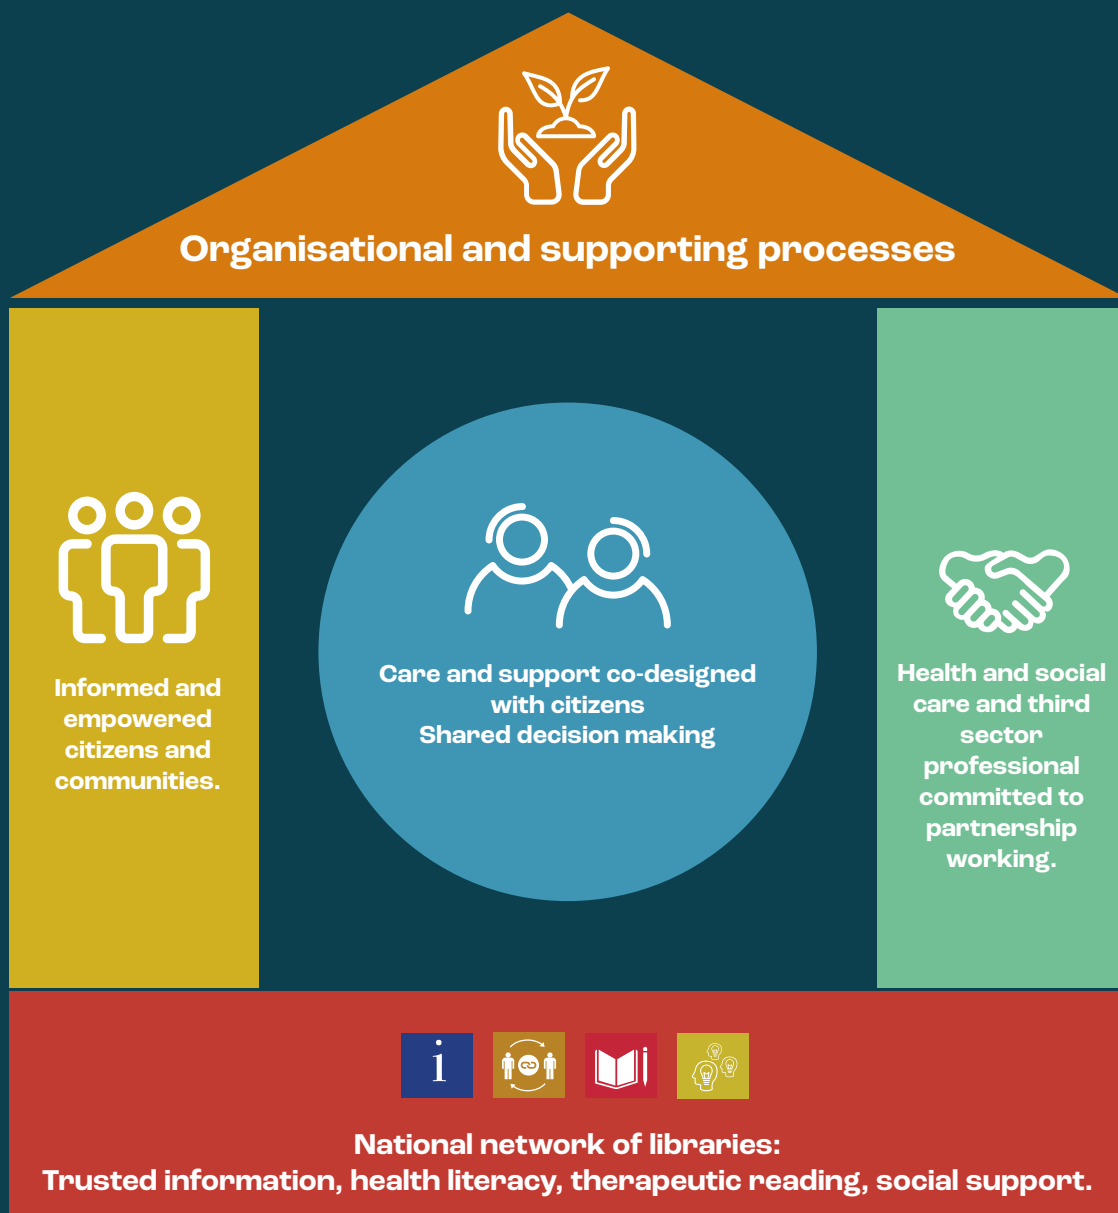 Organisational and supporting processes
Informed and
empowered
citizens and
communities.
Care and support co-designed
with citizens
Shared decision making
Health and social
care and third
sector
professional
committed to
partnership
working.
i
National network of libraries:
Trusted information, health literacy, therapeutic reading, social support.